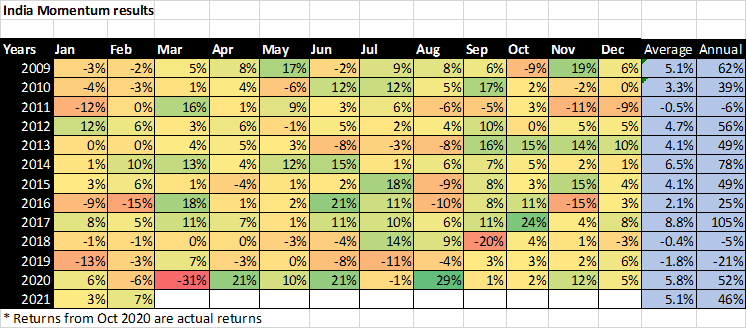 India Momentum results
Years Jan Feb Mar Apr May Jun Jul Aug Sep Oct Nov Dec Average Annual
2009 -3% -2% 5% 8% 17% -2% 9% 8% 6% -9% 19% 6% 5.1% 62%
2010 -4% -3% 1% 4% -6% 12% 12% 5% 17% 2% -2% 0% 3.3% 39%
2011 -12% 0% 16% 1% 9% 3% 6% -6% -5% 3% -11% -9% -0.5% -6%
2012 12% 6% 3% 6% -1% 5% 2% 4% 10% 0% 5% 5% 4.7% 56%
2013 0% 0% 4% 5% 3% -8% -3% -8% 16% 15% 14% 10% 4.1% 49%
2014 1% 10% 13% 4% 12% 15% 1% 6% 7% 5% 2% 1% 6.5% 78%
2015 3% 6% 1% -4% 1% 2% 18% -9% 8% 3% 15% 4% 4.1% 49%
2016 -9% -15% 18% 1% 2% 21% 11% -10% 8% 11% -15% 3% 2.1% 25%
2017 8% 5% 11% 7% 1% 11% 10% 6% 11% 24% 4% 8% 8.8% 105%
2018 -1% -1% 0% 0% -3% -4% 14% 9% -20% 4% 1% -3% -0.4% -5%
2019 -13% -3% 7% -3% 0% -8% -11% -4% 3% 3% 2% 6% -1.8% -21%
2020 6% -6% -31% 21% 10% 21% -1% 29% 1% 2% 12% 5% 5.8% 52%
2021 3% 7% 5.1% 46%
* Returns from Oct 2020 are actual returns